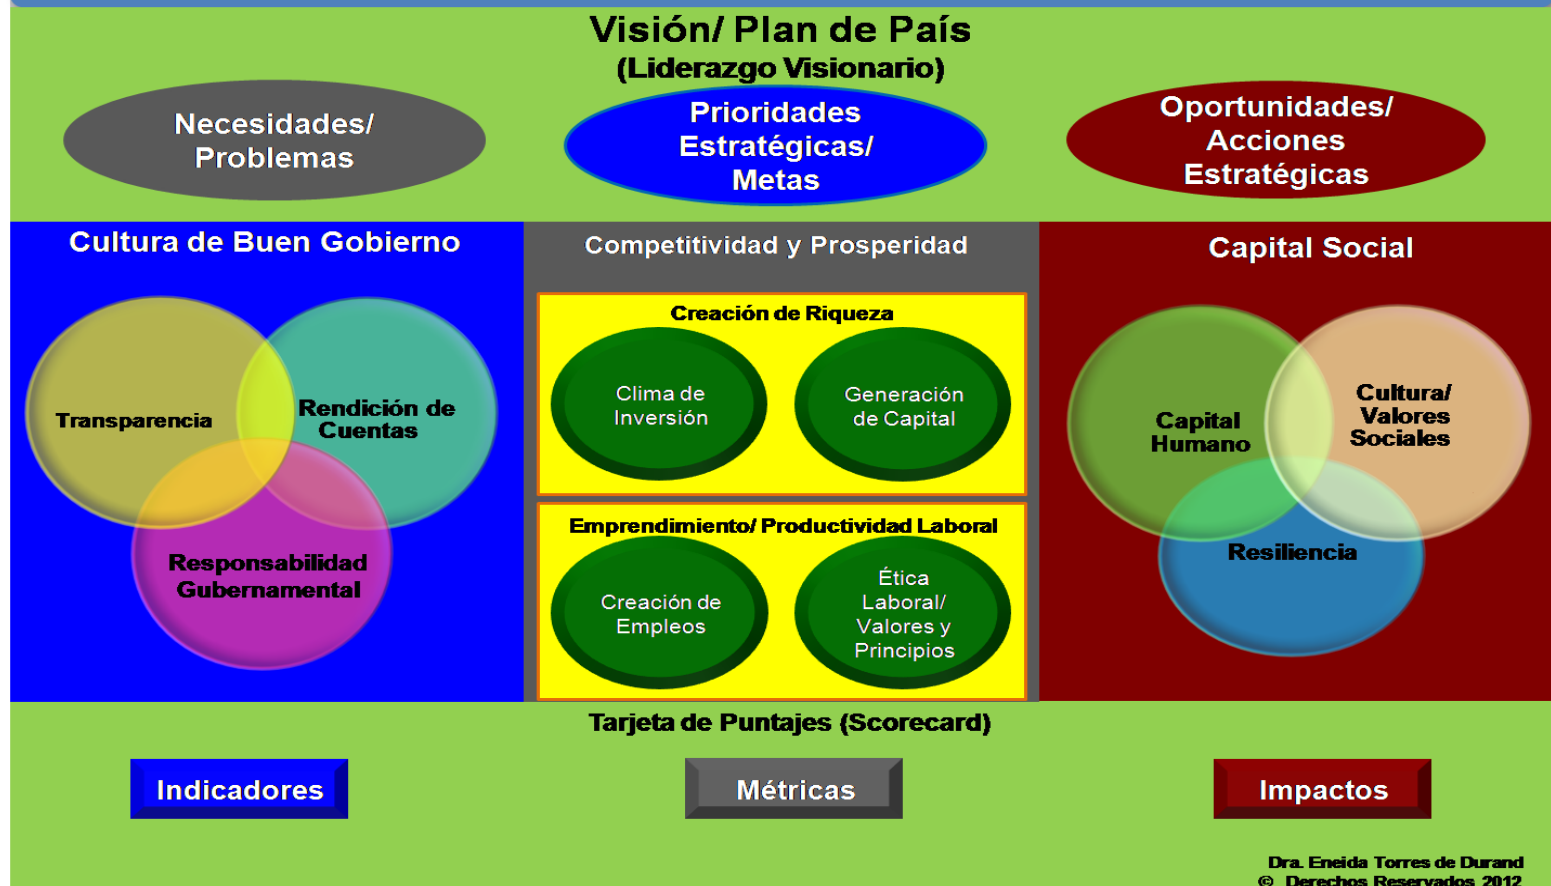 Visión/ Plan de País
(Liderazgo Visionario)
Necesidades/
Problemas
Prioridades
Estratégicas/
Metas
Oportunidades/
Acciones
Estratégicas
Cultura de Buen Gobierno
Transparencia
Rendición de
Cuentas
Responsabilidad
Gubernamental
Competitividad y Prosperidad
Creación de Riqueza
Clima de
Inversión
Generación
de Capital
Emprendimiento/ Productividad Laboral
Creación de
Empleos
Ética
Laboral/
Valores y
Principios
Capital Social
Capital
Humano
Cultura/
Valores
Sociales
Resiliencia
Tarjeta de Puntajes (Scorecard)
Indicadores
Métricas
Impactos
Dra. Eneida Torres de Durand
© Derechos Reservados 2012